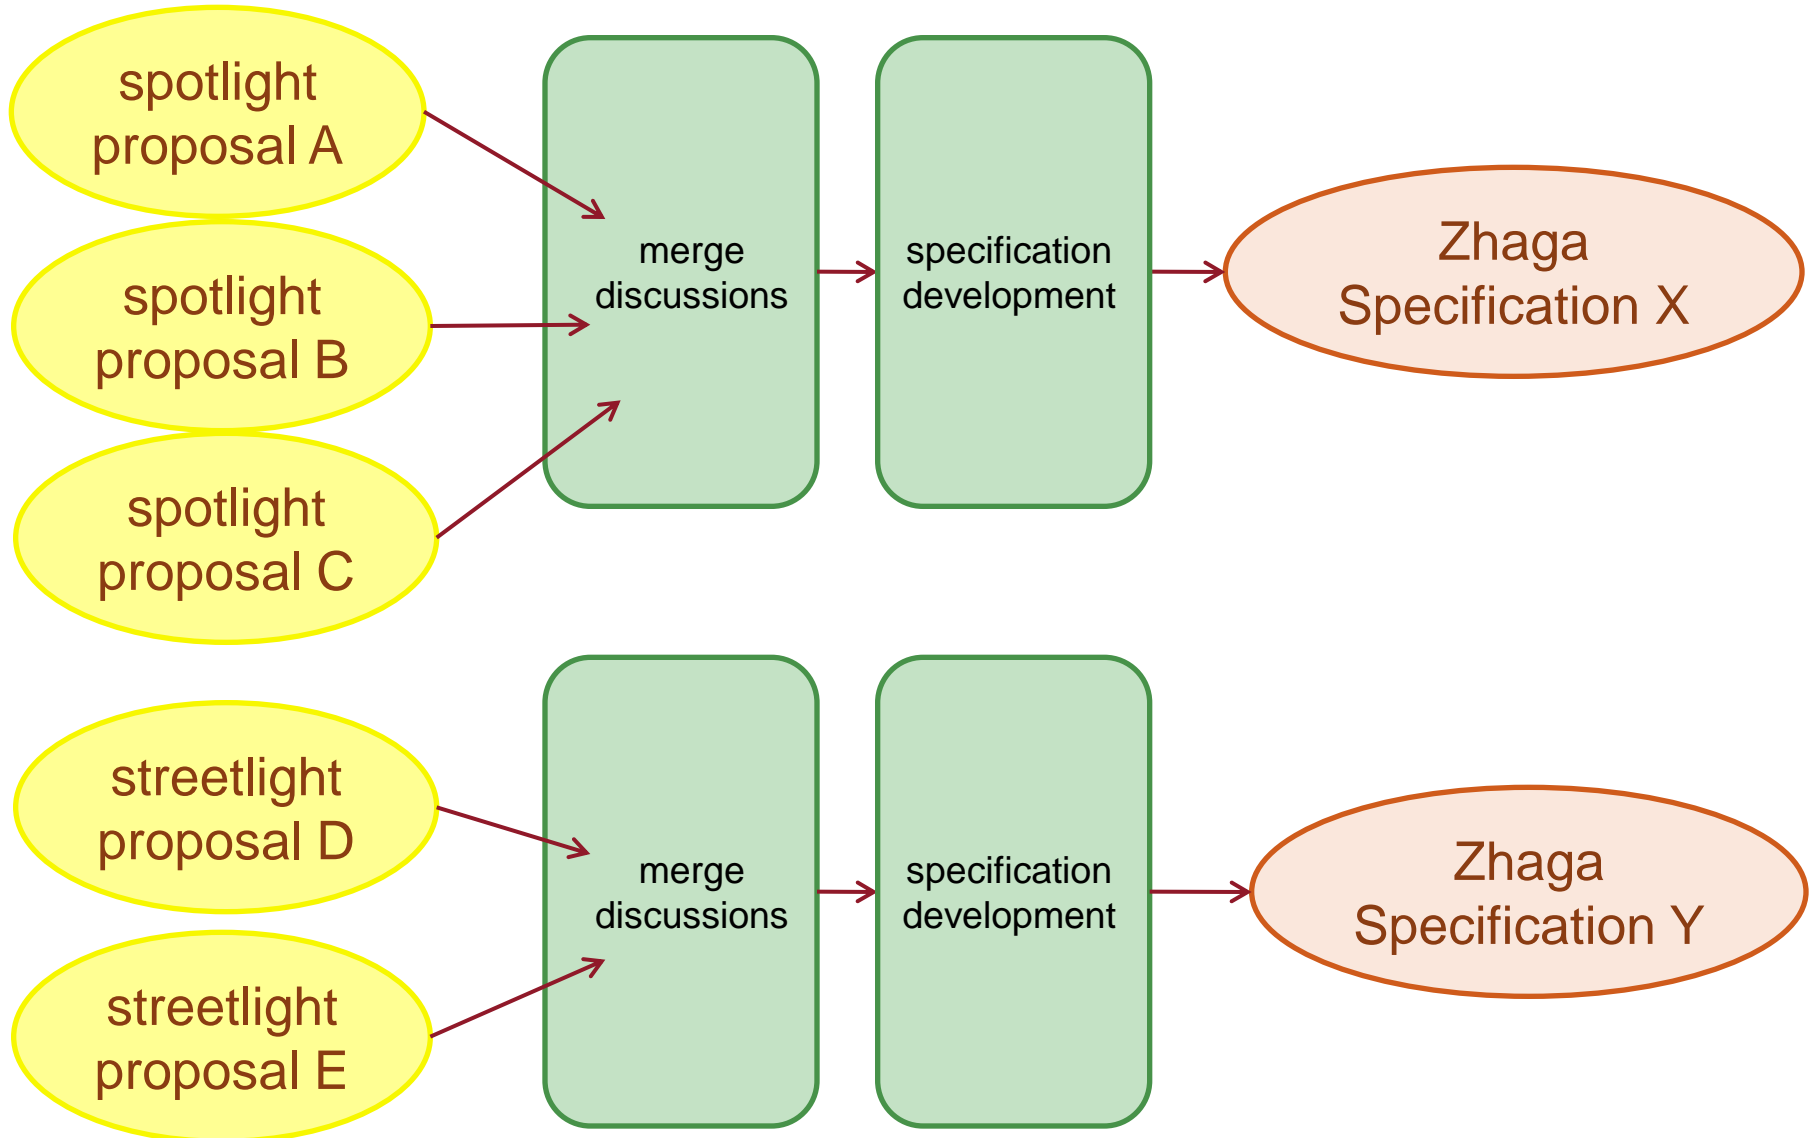 spotlight
proposal A
spotlight
proposal B
spotlight
proposal C
merge
discussions
specification
development
Zhaga
Specification X
streetlight
proposal D
streetlight
proposal E
merge
discussions
specification
development
Zhaga
Specification Y